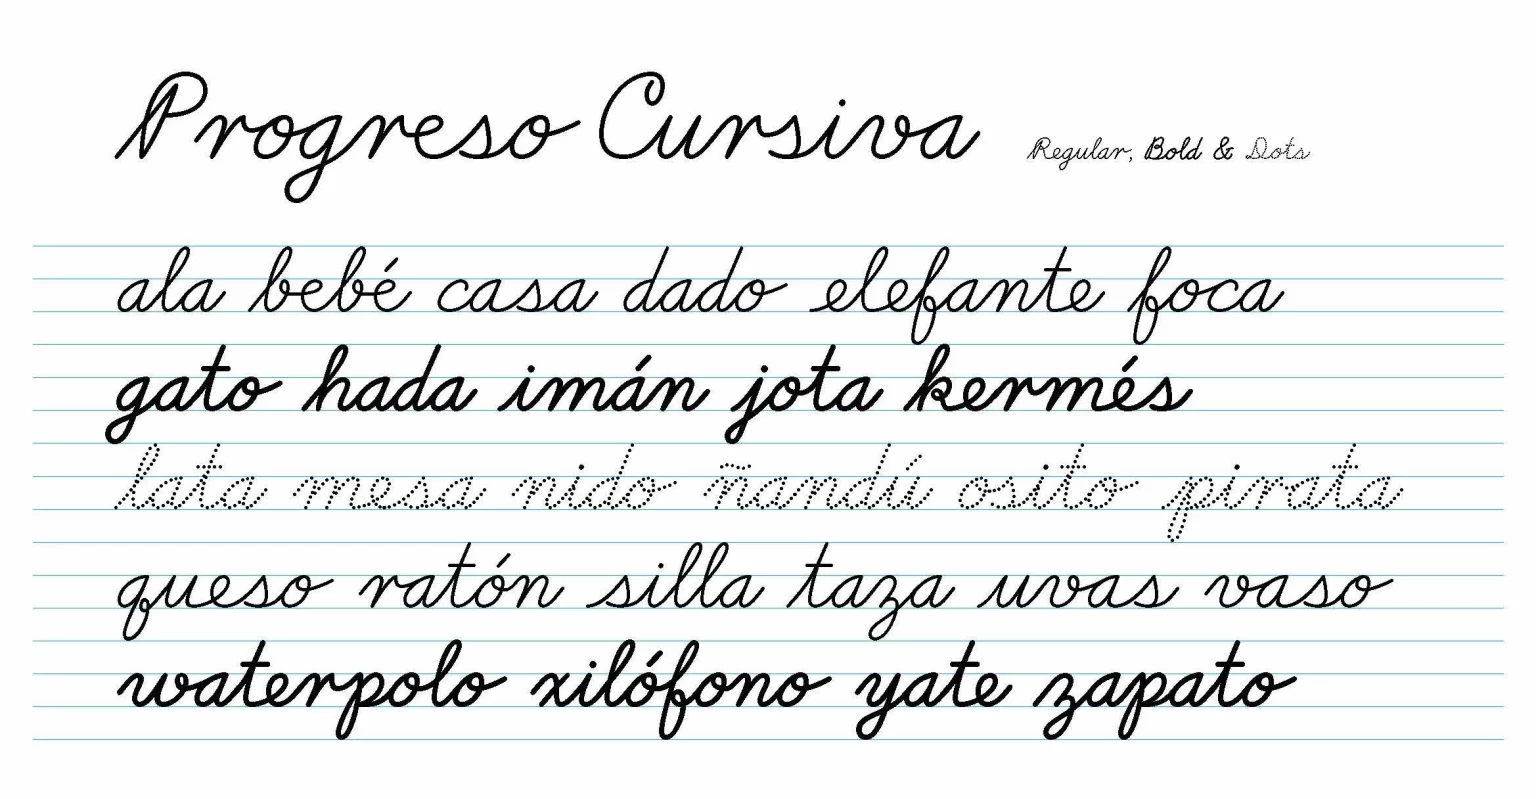 Progreso Cursiva Regular, Bold & Dots
ala bebé casa dado elefante foca
gato hada imán jota kermés
lata mesa nido ñandú osito pirata
queso ratón silla taza uvas vaso
waterpolo xilófono yate zapato